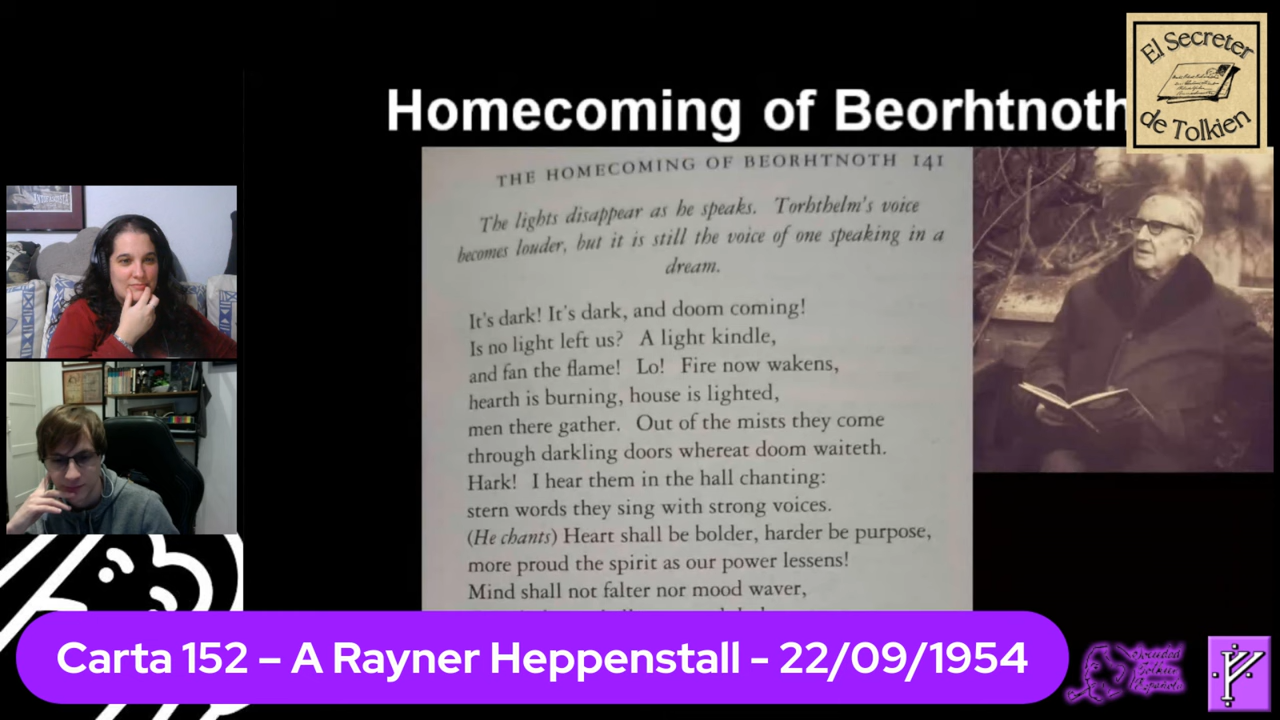 El Secreter
de Tolkien
Homecoming of Beorhtnoth
THE HOMECOMING OF BEORHTNOTH 141
The lights disappear as he speaks. Torhthelm's voice
becomes louder, but it is still the voice of one speaking in a
dream.
It's dark! It's dark, and doom coming!
Is no light left us? A light kindle,
and fan the flame! Lo! Fire now wakens,
hearth is burning, house is lighted,
men there gather. Out of the mists they come
through darkling doors whereat doom waiteth.
Hark! I hear them in the hall chanting:
stern words they sing with strong voices.
(He chants) Heart shall be bolder, harder be purpose,
more proud the spirit as our power lessens!
Mind shall not falter nor mood waver,
Carta 152 – A Rayner Heppenstall - 22/09/1954
Tolkien
Española